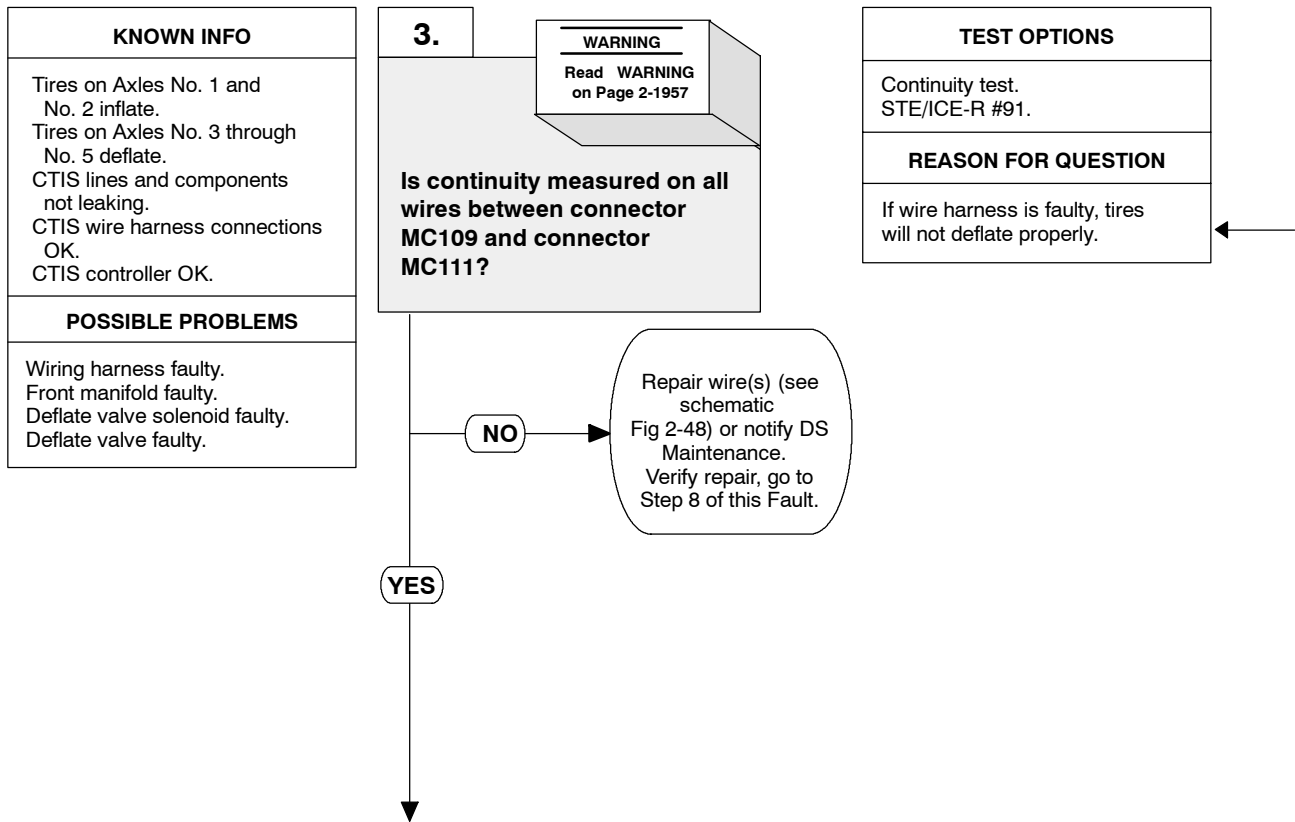 KNOWN INFO
Tires on Axles No. 1 and
No. 2 inflate.
Tires on Axles No. 3 through
No. 5 deflate.
CTIS lines and components
not leaking.
CTIS wire harness connections
OK.
CTIS controller OK.
POSSIBLE PROBLEMS
Wiring harness faulty.
Front manifold faulty.
Deflate valve solenoid faulty.
Deflate valve faulty.
3.
WARNING
Read WARNING
on Page 2-1957
Is continuity measured on all
wires between connector
MC109 and connector
MC111?
NO
Repair wire(s) (see
schematic
Fig 2-48) or notify DS
Maintenance.
Verify repair, go to
Step 8 of this Fault.
YES
TEST OPTIONS
Continuity test.
STE/ICE-R #91.
REASON FOR QUESTION
If wire harness is faulty, tires
will not deflate properly.